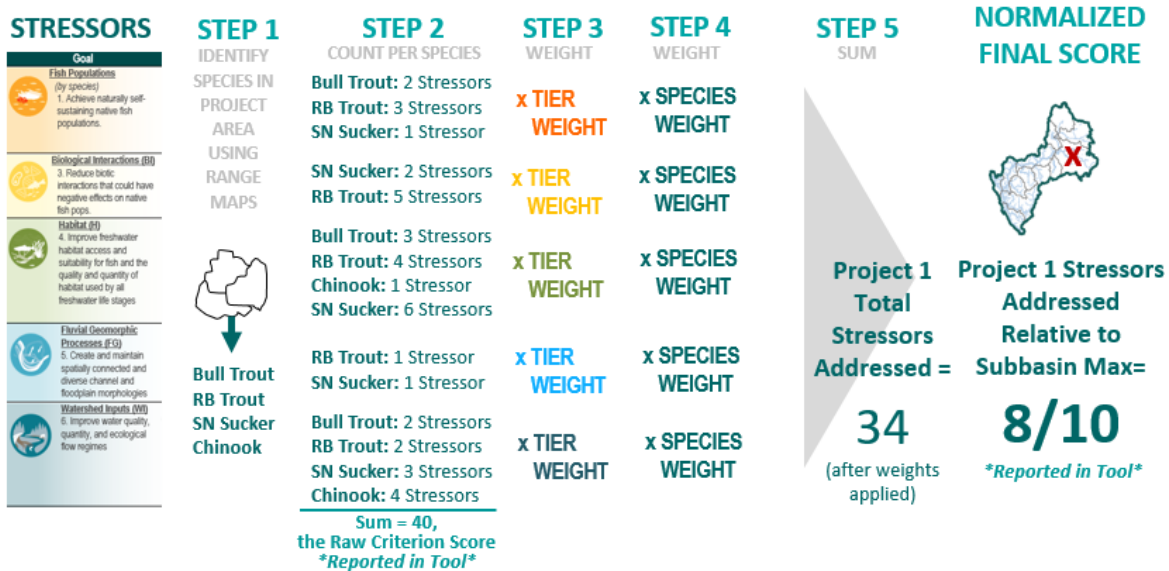 STRESSORS
Goal
Fish Populations
(by species)
1. Achieve naturally self-
sustaining native fish
populations.
Biological Interactions (BI)
3. Reduce biotic
interactions that could have
negative effects on native
fish pops.
Habitat (H)
4. Improve freshwater
habitat access and
suitability for fish and the
quality and quantity of
habitat used by all
freshwater life stages
Fluvial Geomorphic
Processes (FG)
5. Create and maintain
spatially connected and
diverse channel and
floodplain morphologies
Watershed Inputs (WI)
6. Improve water quality,
quantity, and ecological
flow regimes
STEP 1
IDENTIFY
SPECIES IN
PROJECT
AREA
USING
RANGE
MAPS
Bull Trout
RB Trout
SN Sucker
Chinook
STEP 2
COUNT PER SPECIES
Bull Trout: 2 Stressors
RB Trout: 3 Stressors
SN Sucker: 1 Stressor
SN Sucker: 2 Stressors
RB Trout: 5 Stressors
Bull Trout: 3 Stressors
RB Trout: 4 Stressors
Chinook: 1 Stressor
SN Sucker: 6 Stressors
RB Trout: 1 Stressor
SN Sucker: 1 Stressor
Bull Trout: 2 Stressors
RB Trout: 2 Stressors
SN Sucker: 3 Stressors
Chinook: 4 Stressors
Sum = 40,
the Raw Criterion Score
*Reported in Tool*
STEP 3
WEIGHT
x TIER
WEIGHT
x TIER
WEIGHT
x TIER
WEIGHT
x TIER
WEIGHT
x TIER
WEIGHT
STEP 4
WEIGHT
x SPECIES
WEIGHT
x SPECIES
WEIGHT
x SPECIES
WEIGHT
x SPECIES
WEIGHT
x SPECIES
WEIGHT
STEP 5
SUM
Project 1
Total
Stressors
Addressed =
34
(after weights
applied)
NORMALIZED
FINAL SCORE
X
Project 1 Stressors
Addressed
Relative to
Subbasin Max=
8/10
*Reported in Tool*